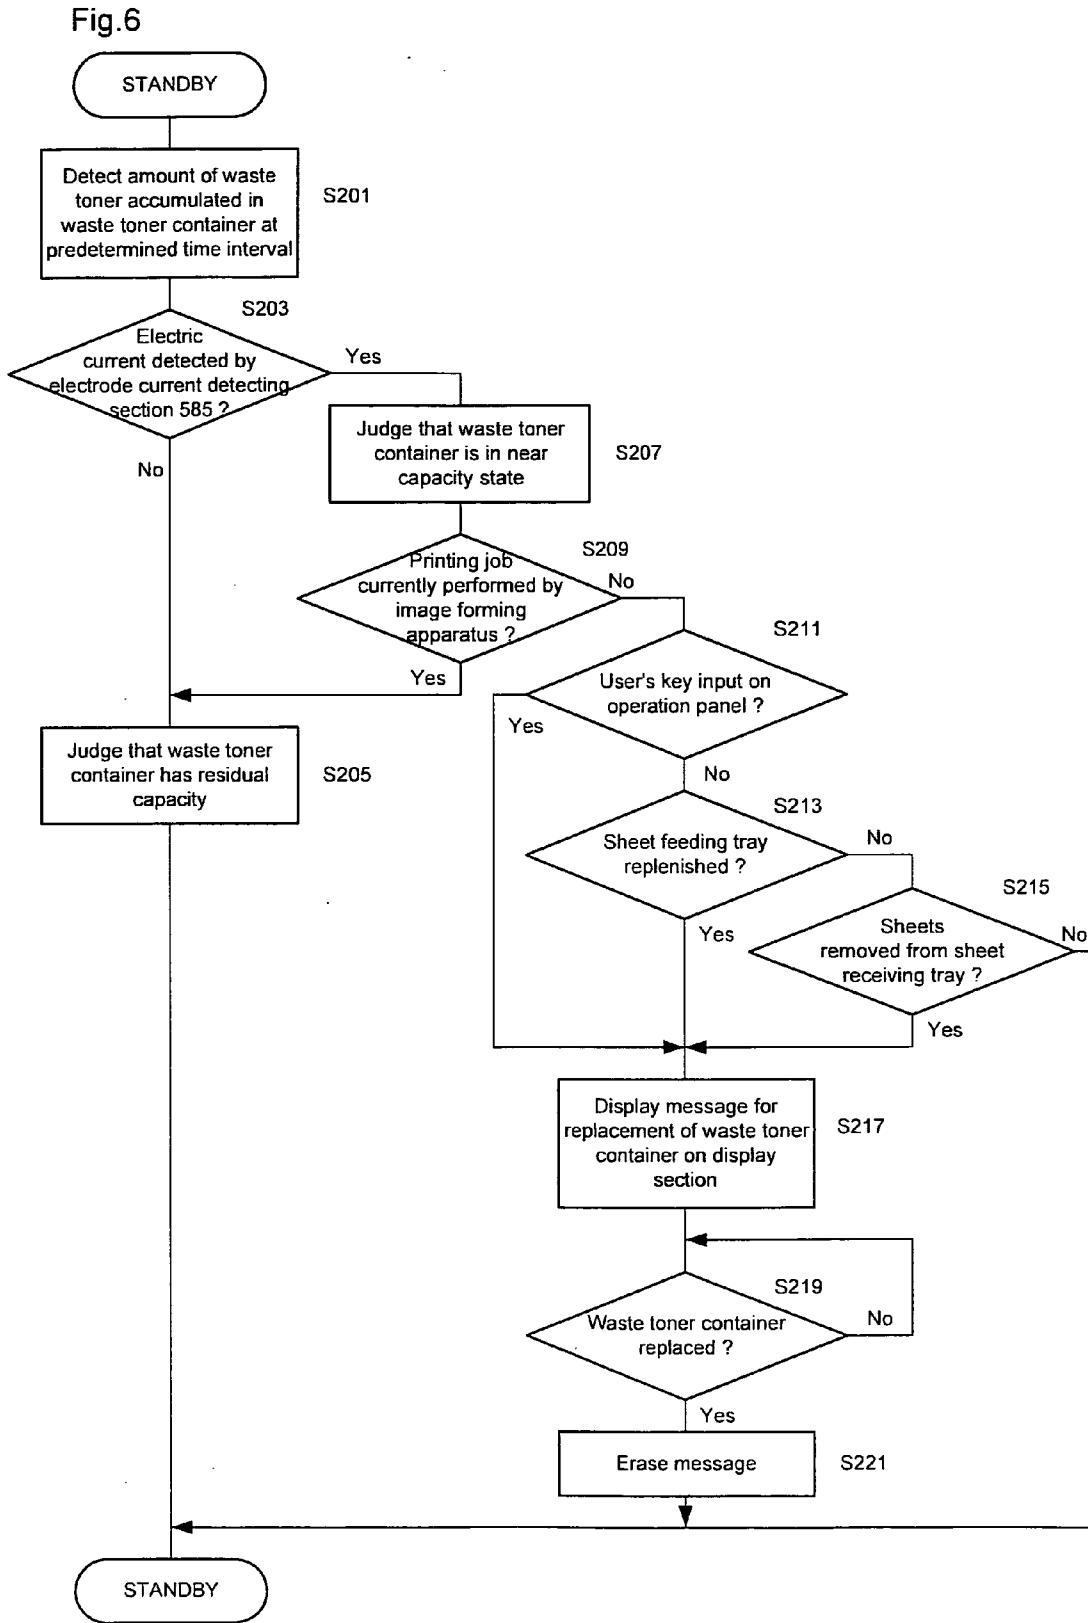 Fig.6
STANDBY
Detect amount of waste
toner accumulated in
waste toner container at
predetermined time interval
S201
S203
Electric
current detected by
electrode current detecting
section 585 ?
Yes
No
Judge that waste toner
container is in near
capacity state
S207
S209
Printing job
currently performed by
image forming
apparatus ?
No
Yes
S211
User's key input on
operation panel ?
Yes
No
Judge that waste toner
container has residual
capacity
S205
S213
Sheet feeding tray
replenished ?
No
Yes
S215
Sheets
removed from sheet
receiving tray ?
No
Yes
Display message for
replacement of waste toner
container on display
section
S217
S219
Waste toner container
replaced ?
No
Yes
Erase message
S221
STANDBY